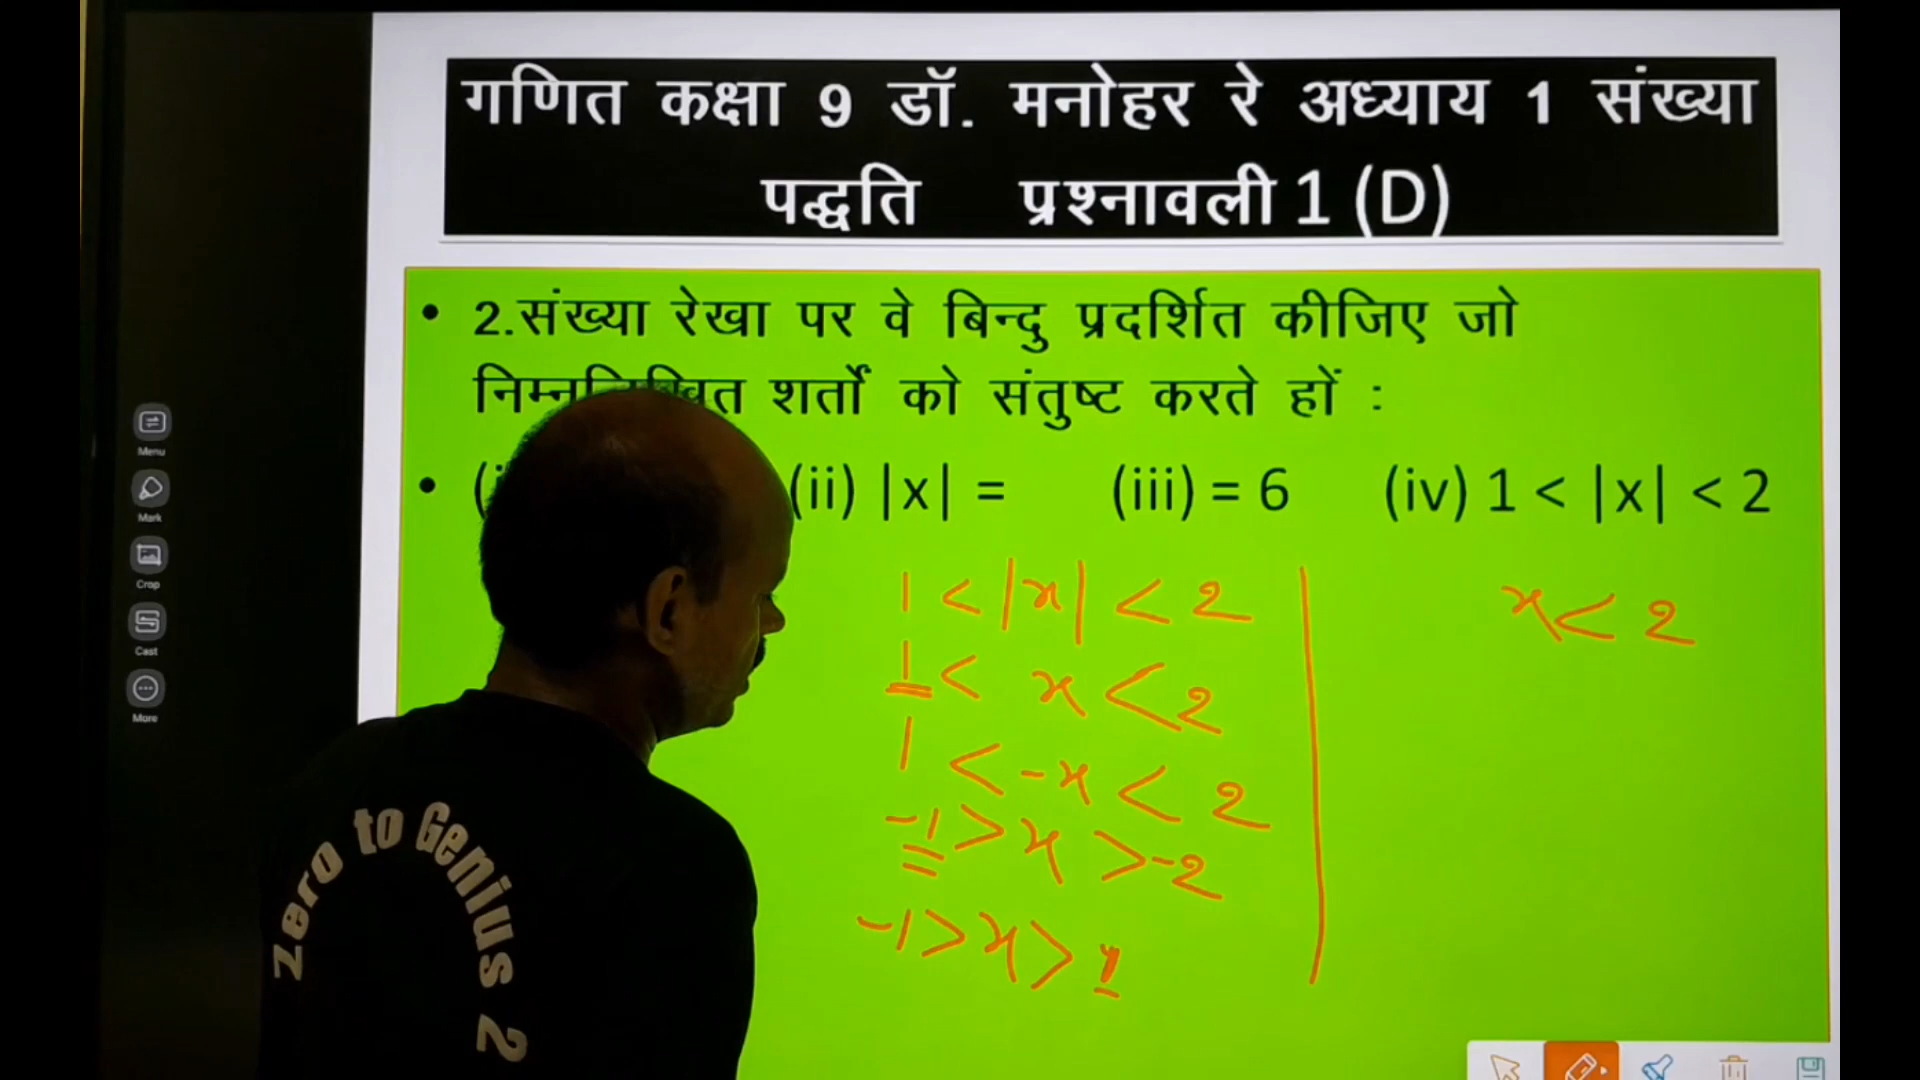 गणित कक्षा 9 डॉ. मनोहर रे अध्याय 1 संख्या
पद्धति प्रश्नावली 1 (D)
• 2.संख्या रेखा पर वे बिन्दु प्रदर्शित कीजिए जो
निम्नलिखित शर्तों को संतुष्ट करते हों :
• (ii) |x| = (iii) = 6 (iv) 1 < |x| < 2
1 < |x| < 2
1 < x < 2
1 < -x < 2
-1 > x > -2
-1 > x >
x < 2
Menu
Mark
Crop
Cast
More
Zero to Genius 2